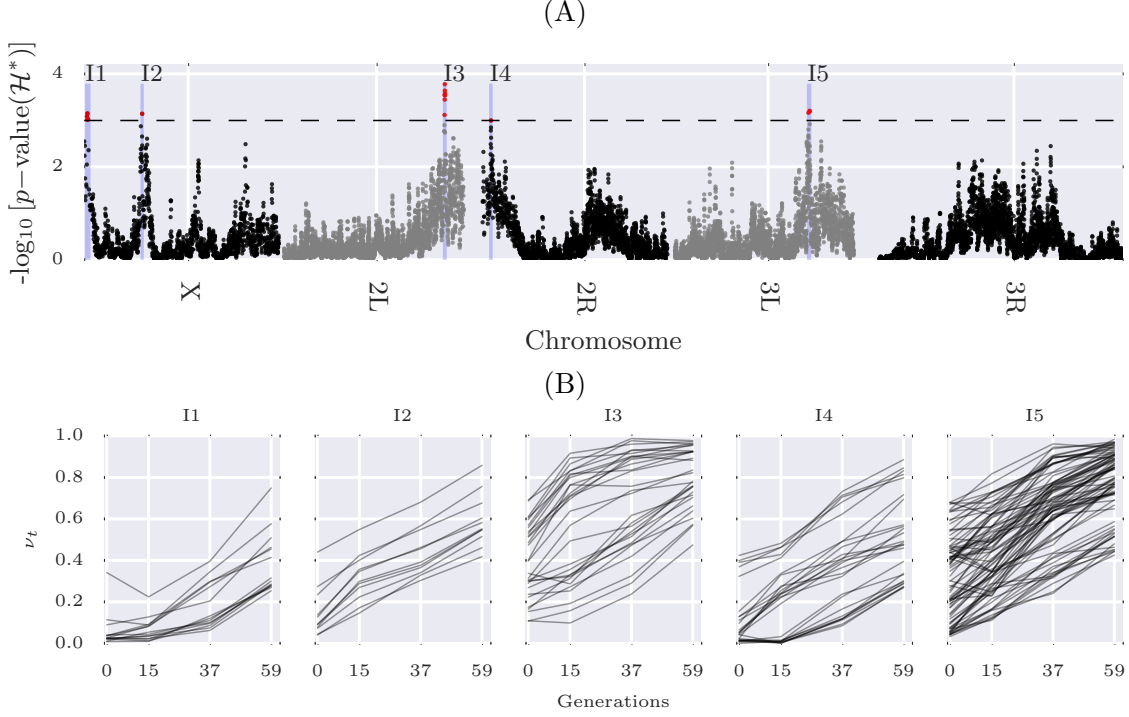 (A)
-log10 [p−value(ℋ*)]
4
2
0
I1 I2 I3 I4 I5
X 2L 2R 3L 3R
Chromosome
(B)
I1 I2 I3 I4 I5
νt
1.0
0.8
0.6
0.4
0.2
0.0
0 15 37 59 0 15 37 59 0 15 37 59 0 15 37 59 0 15 37 59
Generations